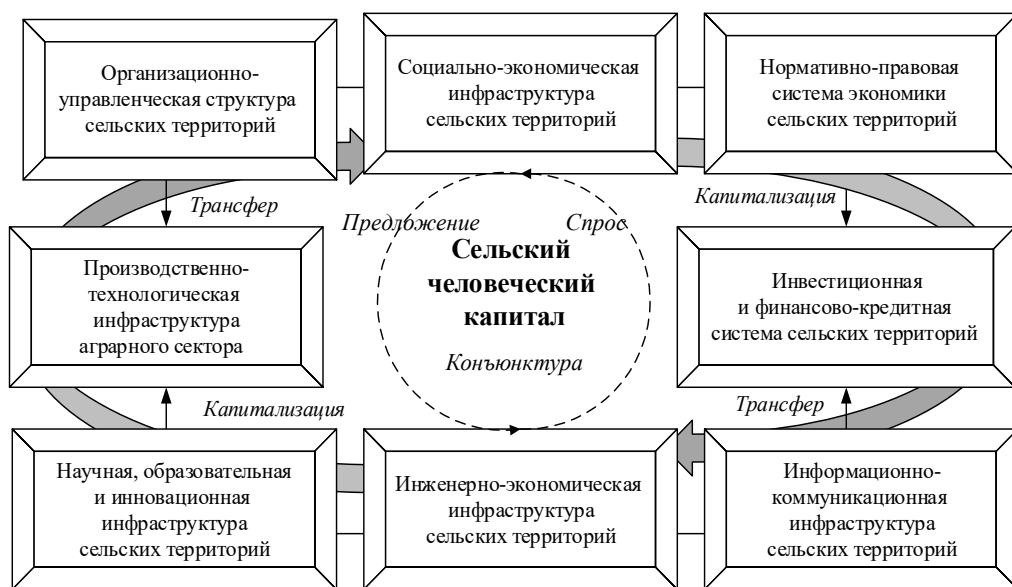 Организационно-
управленческая структура
сельских территорий
Социально-экономическая
инфраструктура
сельских территорий
Нормативно-правовая
система экономики
сельских территорий
Трансфер
Предложение
Спрос
Капитализация
Производственно-
технологическая
инфраструктура
аграрного сектора
Сельский
человеческий
капитал
Конъюнктура
Инвестиционная
и финансово-кредитная
система сельских территорий
Капитализация
Трансфер
Научная, образовательная
и инновационная
инфраструктура
сельских территорий
Инженерно-экономическая
инфраструктура
сельских территорий
Информационно-
коммуникационная
инфраструктура
сельских территорий